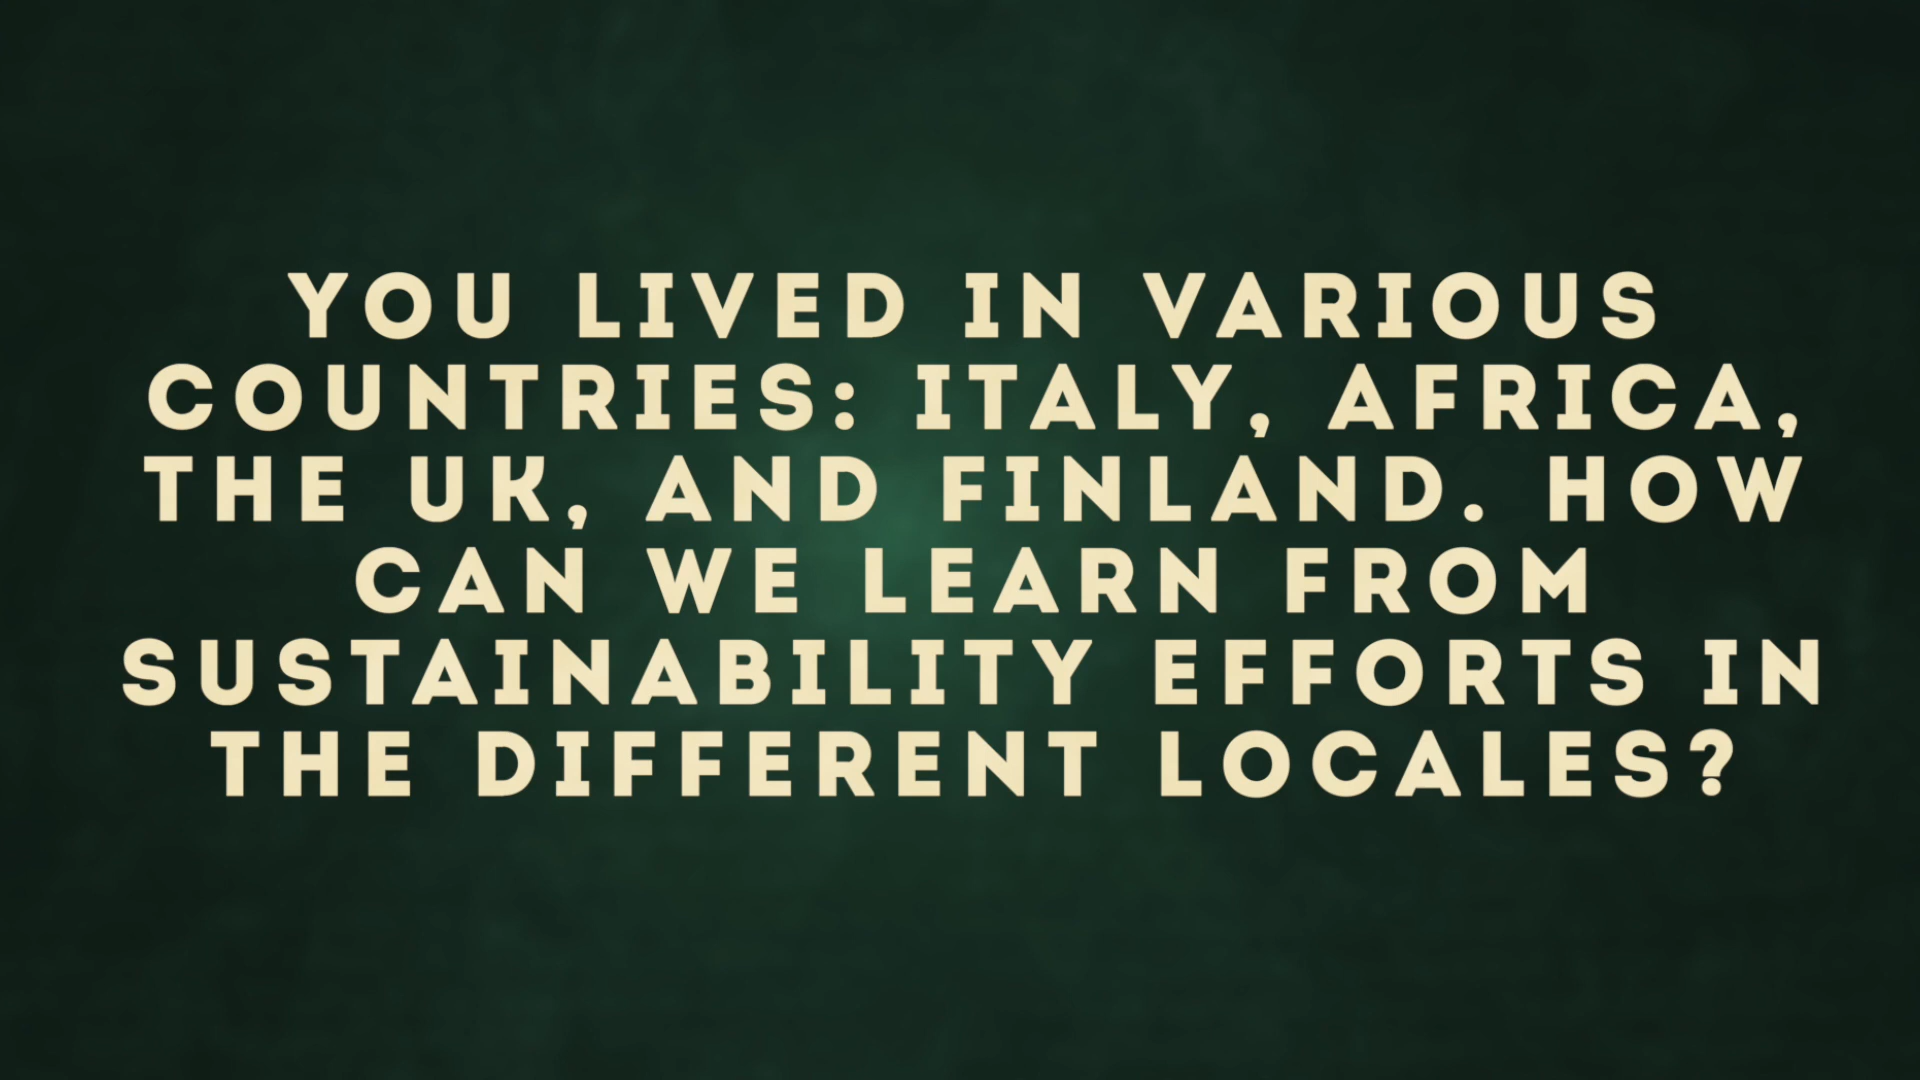 YOU LIVED IN VARIOUS
COUNTRIES: ITALY, AFRICA,
THE UK, AND FINLAND. HOW
CAN WE LEARN FROM
SUSTAINABILITY EFFORTS IN
THE DIFFERENT LOCALES?